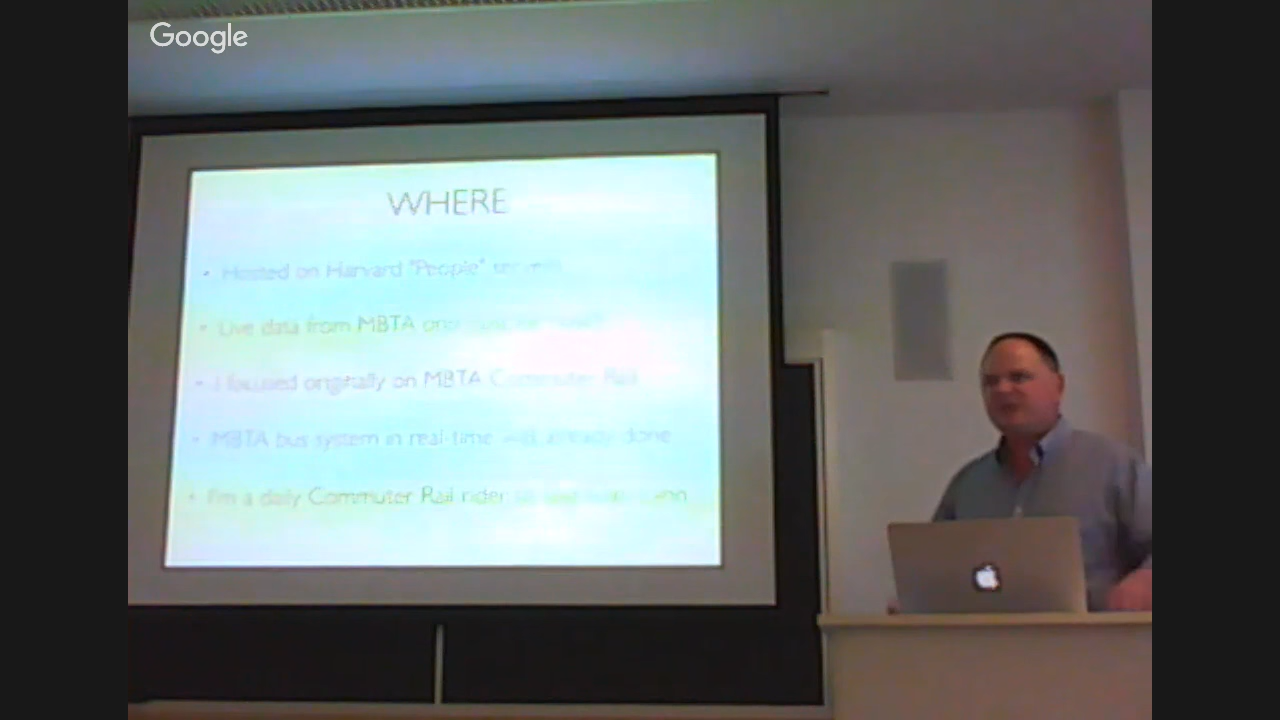 Google
WHERE
• Hosted on Harvard "People"
• Live data from MBTA
• I focused originally on MBTA Commuter Rail
• MBTA bus system in real-time was already done
• I'm a daily Commuter Rail rider